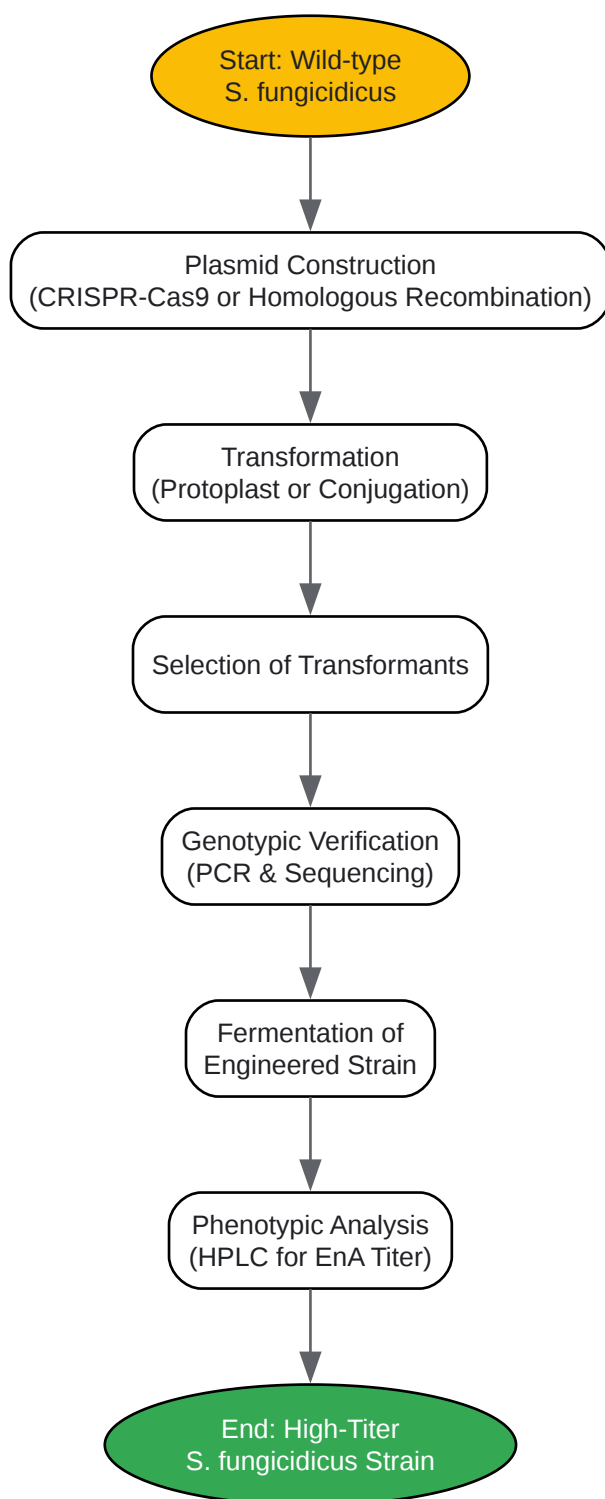 Start: Wild-type
S. fungicidicus
Plasmid Construction
(CRISPR-Cas9 or Homologous Recombination)
Transformation
(Protoplast or Conjugation)
Selection of Transformants
Genotypic Verification
(PCR & Sequencing)
Fermentation of
Engineered Strain
Phenotypic Analysis
(HPLC for EnA Titer)
End: High-Titer
S. fungicidicus Strain